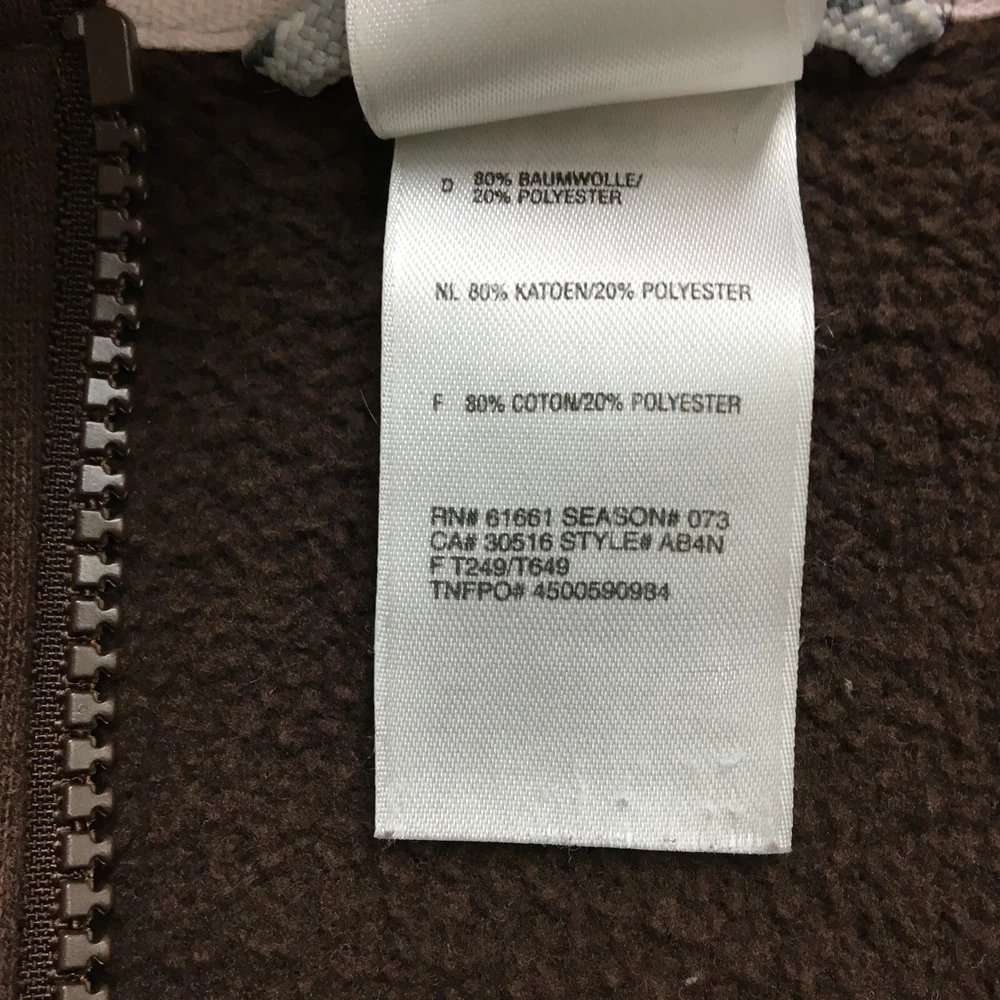 D 80% BAUMWOLLE/
20% POLYESTER
NL 80% KATOEN/20% POLYESTER
F 80% COTON/20% POLYESTER
RN# 61661 SEASON# 073
CA# 30516 STYLE# AB4N
F T249/T649
TNFPO# 4500590984